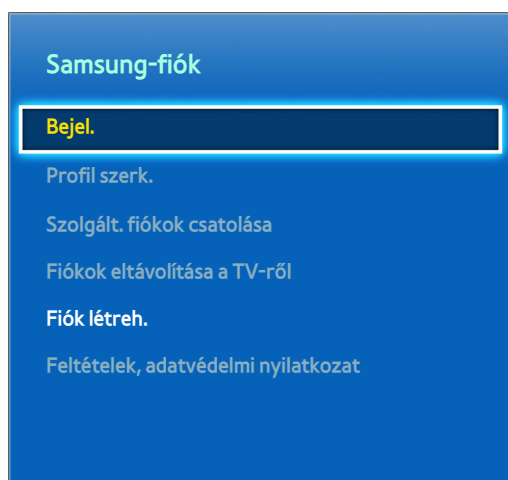 Samsung-fiók
Bejel.
Profil szerk.
Szolgált. fiókok csatolása
Fiókok eltávolítása a TV-ről
Fiók létreh.
Feltételek, adatvédelmi nyilatkozat